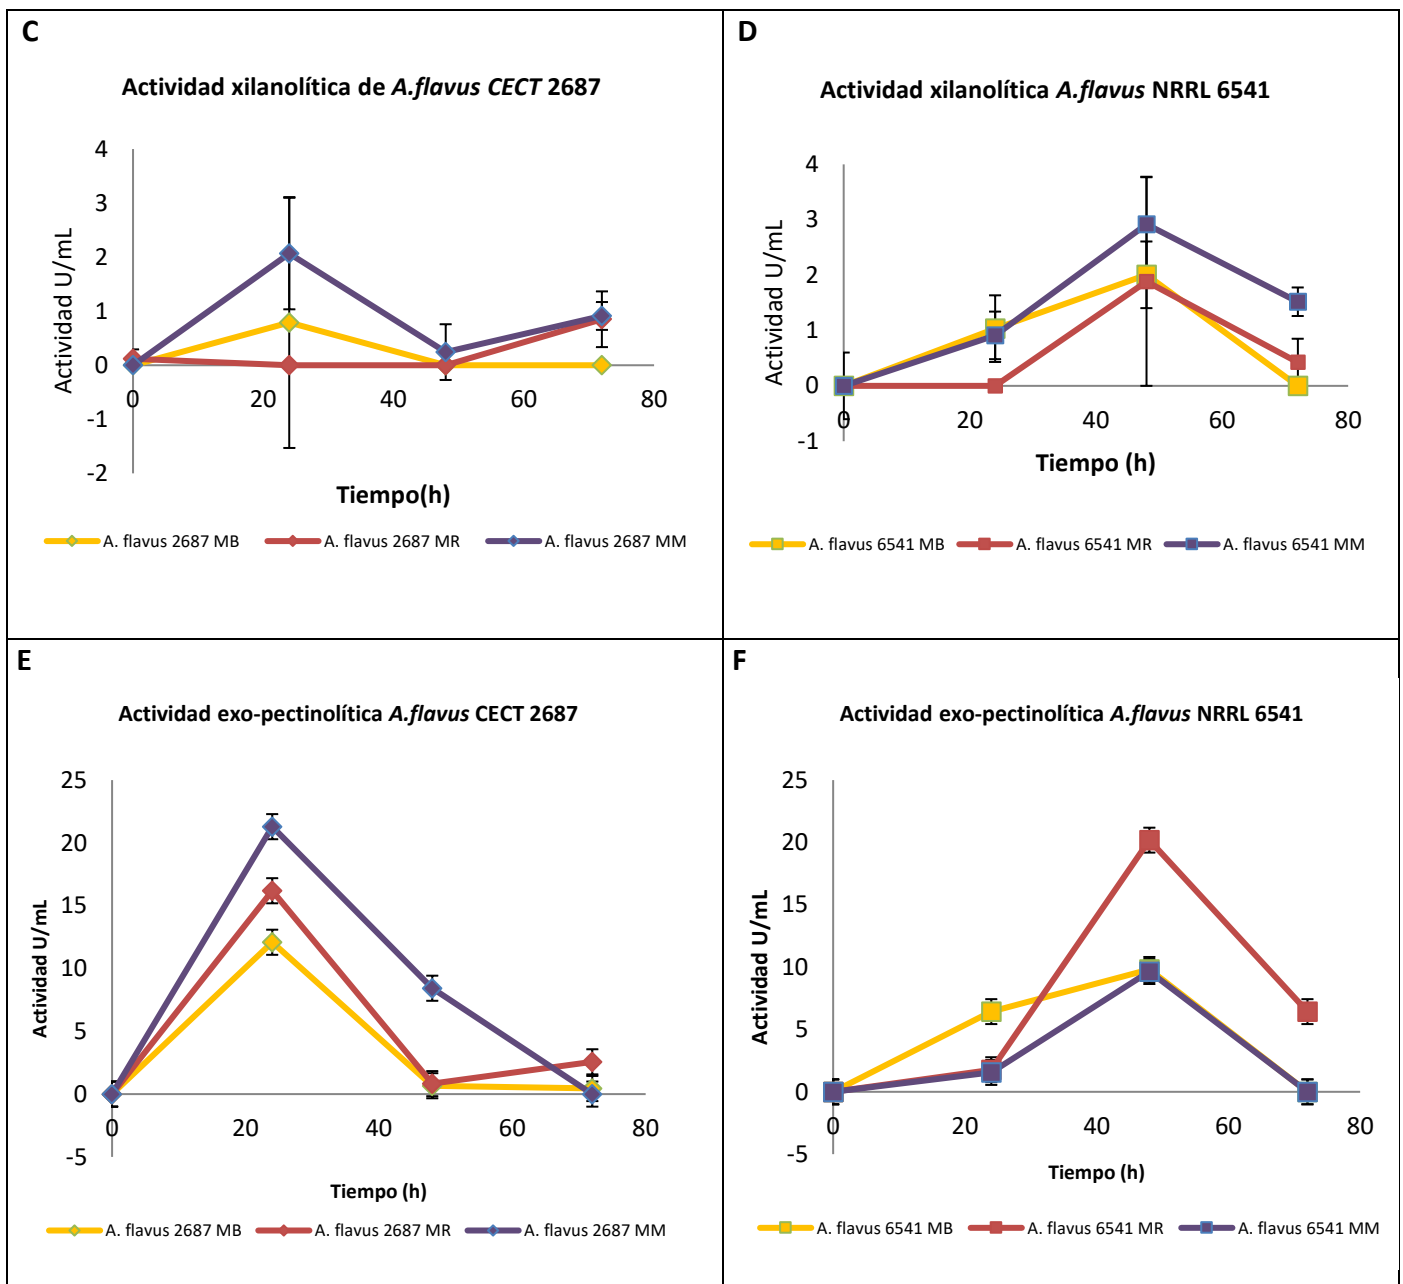 C
Actividad xilanolítica de A.flavus CECT 2687
4
3
2
1
0
-1
-2
Actividad U/mL
0 20 40 60 80
Tiempo(h)
A. flavus 2687 MB A. flavus 2687 MR A. flavus 2687 MM
D
Actividad xilanolítica A.flavus NRRL 6541
4
3
2
1
0
-1
Actividad U/mL
0 20 40 60 80
Tiempo (h)
A. flavus 6541 MB A. flavus 6541 MR A. flavus 6541 MM
E
Actividad exo-pectinolítica A.flavus CECT 2687
25
20
15
10
5
0
-5
Actividad U/mL
0 20 40 60 80
Tiempo (h)
A. flavus 2687 MB A. flavus 2687 MR A. flavus 2687 MM
F
Actividad exo-pectinolítica A.flavus NRRL 6541
25
20
15
10
5
0
-5
Actividad U/mL
0 20 40 60 80
Tiempo (h)
A. flavus 6541 MB A. flavus 6541 MR A. flavus 6541 MM